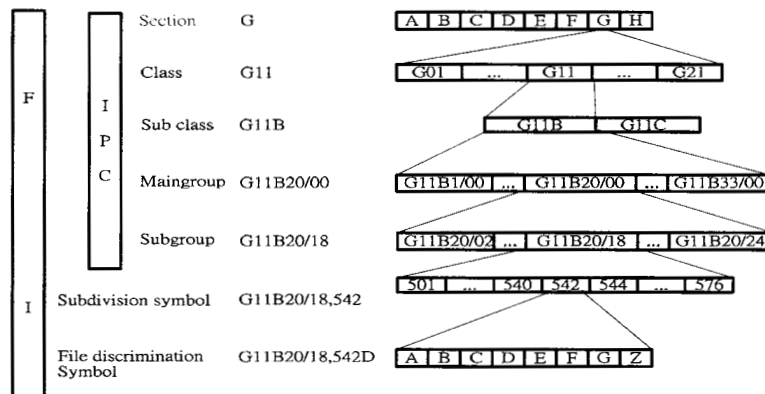 Section G A B C D E F G H
Class G11 G01 ... G11 ... G21
F
I
Sub class G11B G11B G11C
P
C
Maingroup G11B20/00 G11B1/00 ... G11B20/00 ... G11B33/00
Subgroup G11B20/18 G11B20/02 ... G11B20/18 ... G11B20/24
501 ... 540 542 544 ... 576
I
Subdivision symbol G11B20/18,542
File discrimination G11B20/18,542D A B C D E F G Z
Symbol